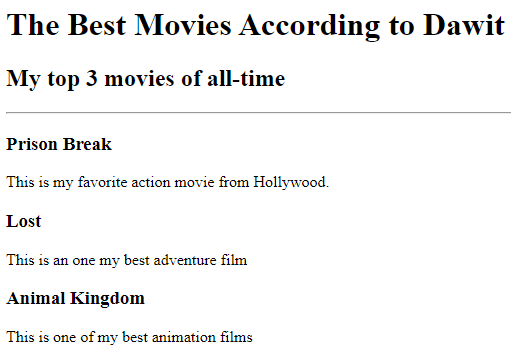 The Best Movies According to Dawit
My top 3 movies of all-time
Prison Break
This is my favorite action movie from Hollywood.
Lost
This is an one my best adventure film
Animal Kingdom
This is one of my best animation films